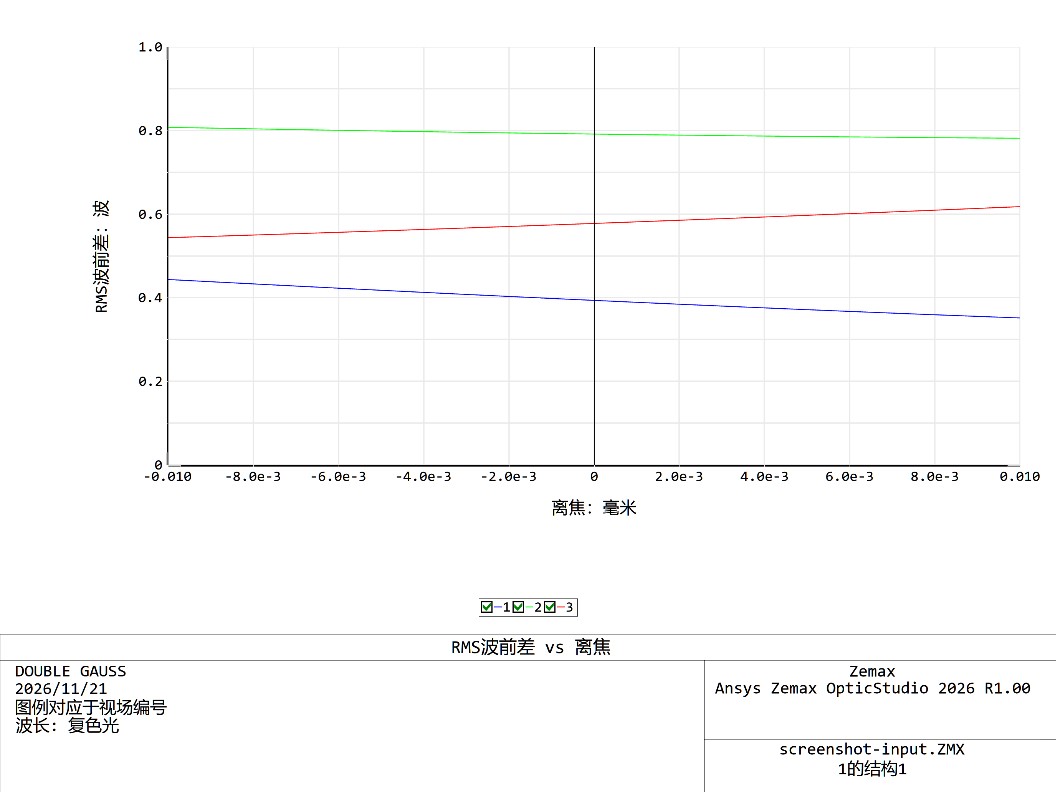 1.0
0.8
0.6
0.4
0.2
0
RMS波前差: 波
-0.010 -8.0e-3 -6.0e-3 -4.0e-3 -2.0e-3 0 2.0e-3 4.0e-3 6.0e-3 8.0e-3 0.010
离焦: 毫米
1 2 3
RMS波前差 vs 离焦
DOUBLE GAUSS
2026/11/21
图例对应于视场编号
波长: 复色光
Zemax
Ansys Zemax OpticStudio 2026 R1.00
screenshot-input.ZMX
1的结构1